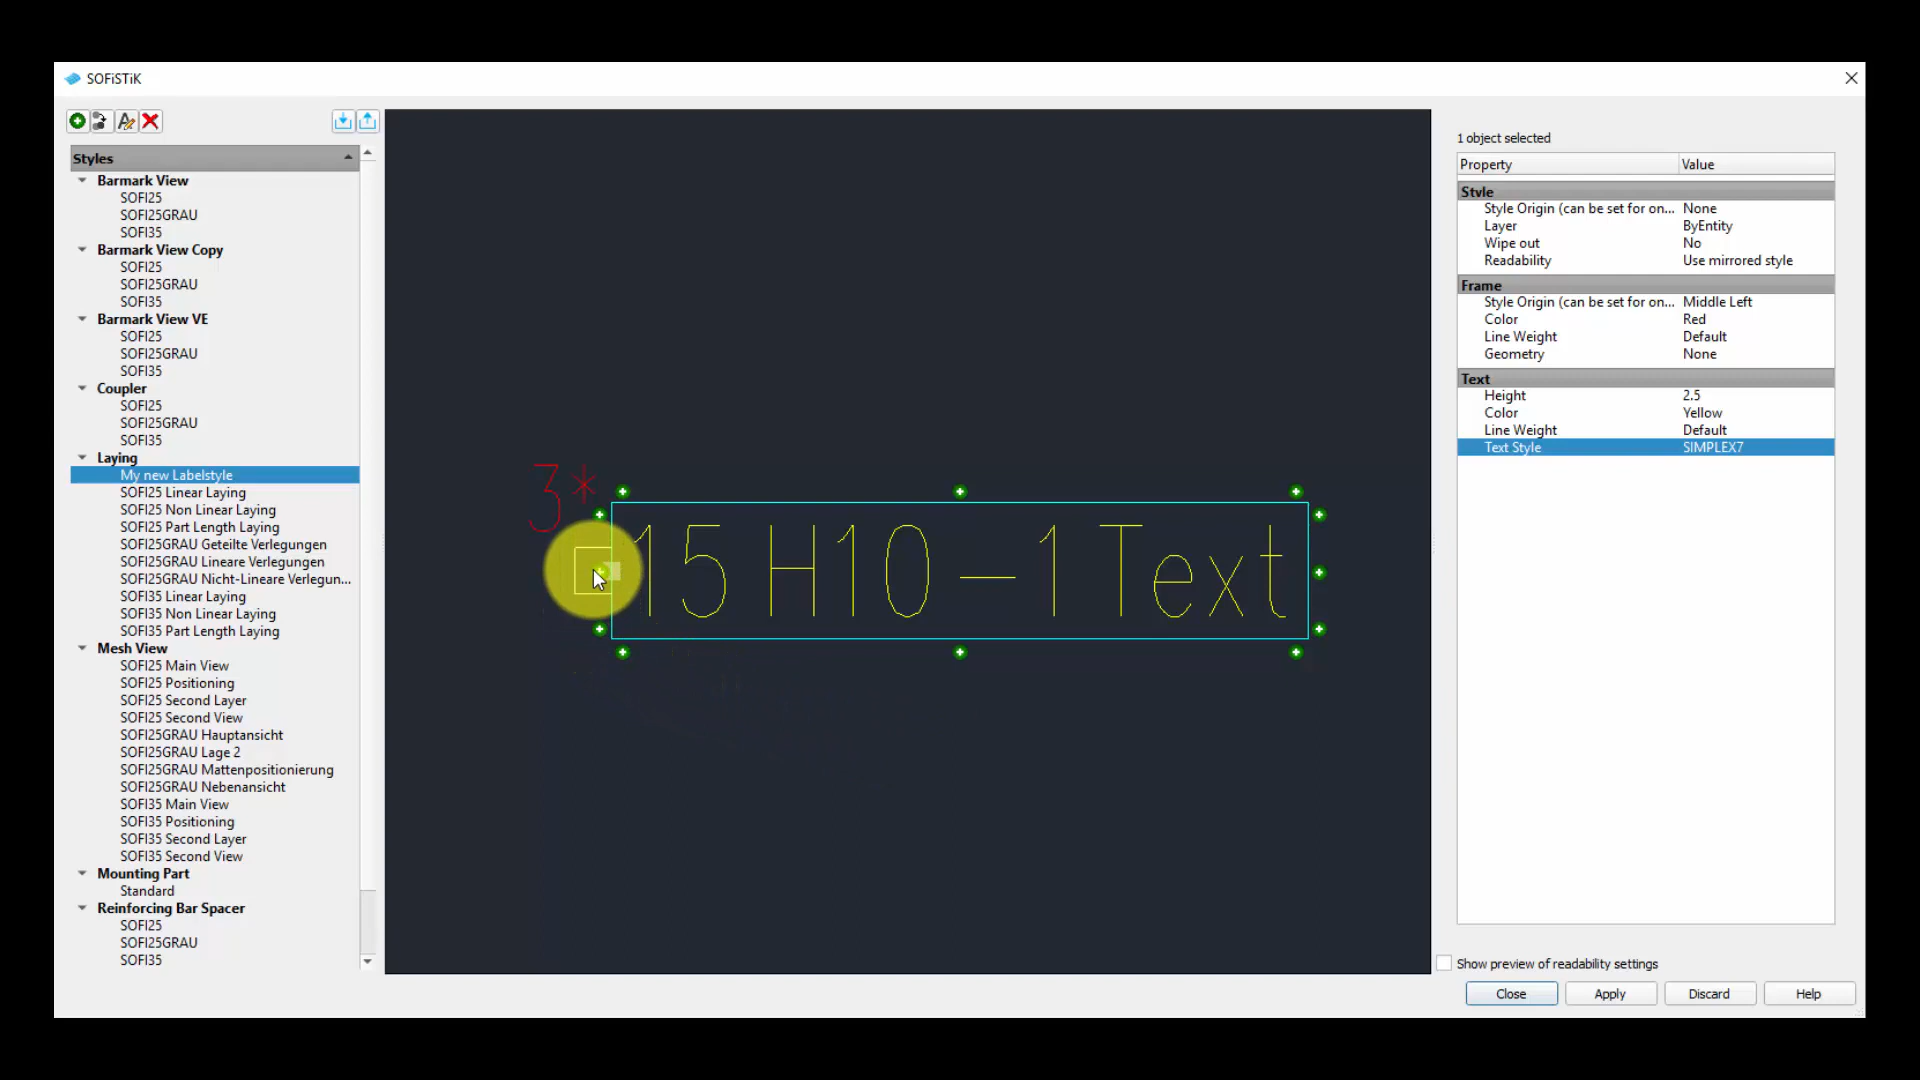 SOFiSTiK
Styles
Barmark View
SOFI25
SOFI25GRAU
SOFI35
Barmark View Copy
SOFI25
SOFI25GRAU
SOFI35
Barmark View VE
SOFI25
SOFI25GRAU
SOFI35
Coupler
SOFI25
SOFI25GRAU
SOFI35
Laying
My new Labelstyle
SOFI25 Linear Laying
SOFI25 Non Linear Laying
SOFI25 Part Length Laying
SOFI25GRAU Geteilte Verlegungen
SOFI25GRAU Lineare Verlegungen
SOFI25GRAU Nicht-Lineare Verlegun...
SOFI35 Linear Laying
SOFI35 Non Linear Laying
SOFI35 Part Length Laying
Mesh View
SOFI25 Main View
SOFI25 Positioning
SOFI25 Second Layer
SOFI25 Second View
SOFI25GRAU Hauptansicht
SOFI25GRAU Lage 2
SOFI25GRAU Mattenpositionierung
SOFI25GRAU Nebenansicht
SOFI35 Main View
SOFI35 Positioning
SOFI35 Second Layer
SOFI35 Second View
Mounting Part
Standard
Reinforcing Bar Spacer
SOFI25
SOFI25GRAU
SOFI35
3*
15 H10 – 1 Text
1 object selected
Property Value
Style
Style Origin (can be set for on... None
Layer ByEntity
Wipe out No
Readability Use mirrored style
Frame
Style Origin (can be set for on... Middle Left
Color Red
Line Weight Default
Geometry None
Text
Height 2.5
Color Yellow
Line Weight Default
Text Style SIMPLEX7
Show preview of readability settings
Close Apply Discard Help